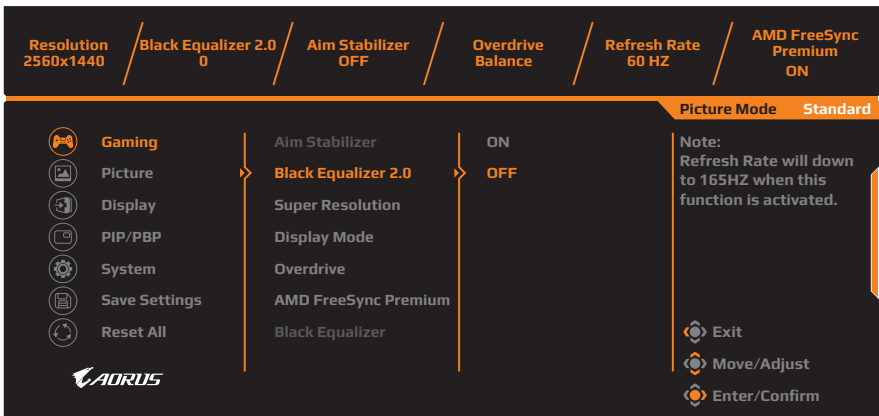 Resolution
2560x1440
Black Equalizer 2.0
0
Aim Stabilizer
OFF
Overdrive
Balance
Refresh Rate
60 HZ
AMD FreeSync
Premium
ON
Picture Mode Standard
Gaming
Picture
Display
PIP/PBP
System
Save Settings
Reset All
Aim Stabilizer
Black Equalizer 2.0
Super Resolution
Display Mode
Overdrive
AMD FreeSync Premium
Black Equalizer
ON
OFF
Note:
Refresh Rate will down
to 165HZ when this
function is activated.
Exit
Move/Adjust
Enter/Confirm
AORUS